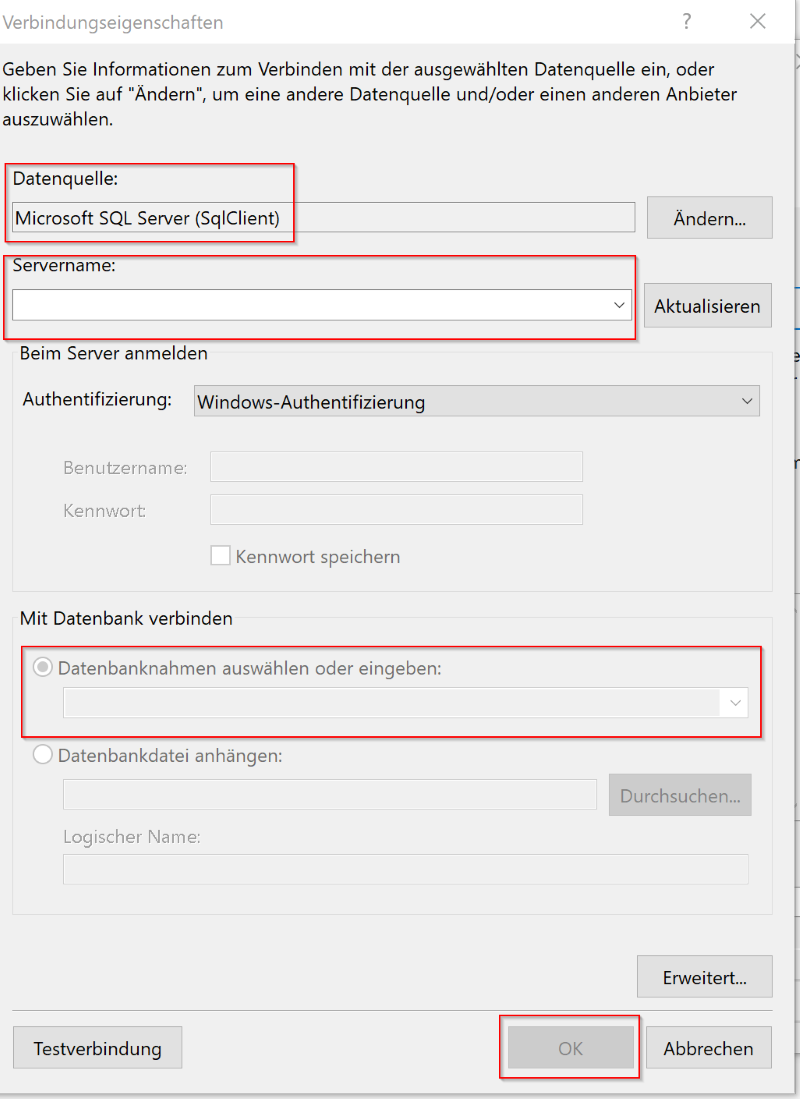 Verbindungseigenschaften ?
Geben Sie Informationen zum Verbinden mit der ausgewählten Datenquelle ein, oder
klicken Sie auf "Ändern", um eine andere Datenquelle und/oder einen anderen Anbieter
auszuwählen.
Datenquelle:
Microsoft SQL Server (SqlClient) Ändern...
Servername:
Aktualisieren
Beim Server anmelden
Authentifizierung: Windows-Authentifizierung
Benutzername:
Kennwort:
Kennwort speichern
Mit Datenbank verbinden
Datenbanknahmen auswählen oder eingeben:
Datenbankdatei anhängen:
Durchsuchen...
Logischer Name:
Erweitert...
Testverbindung OK Abbrechen